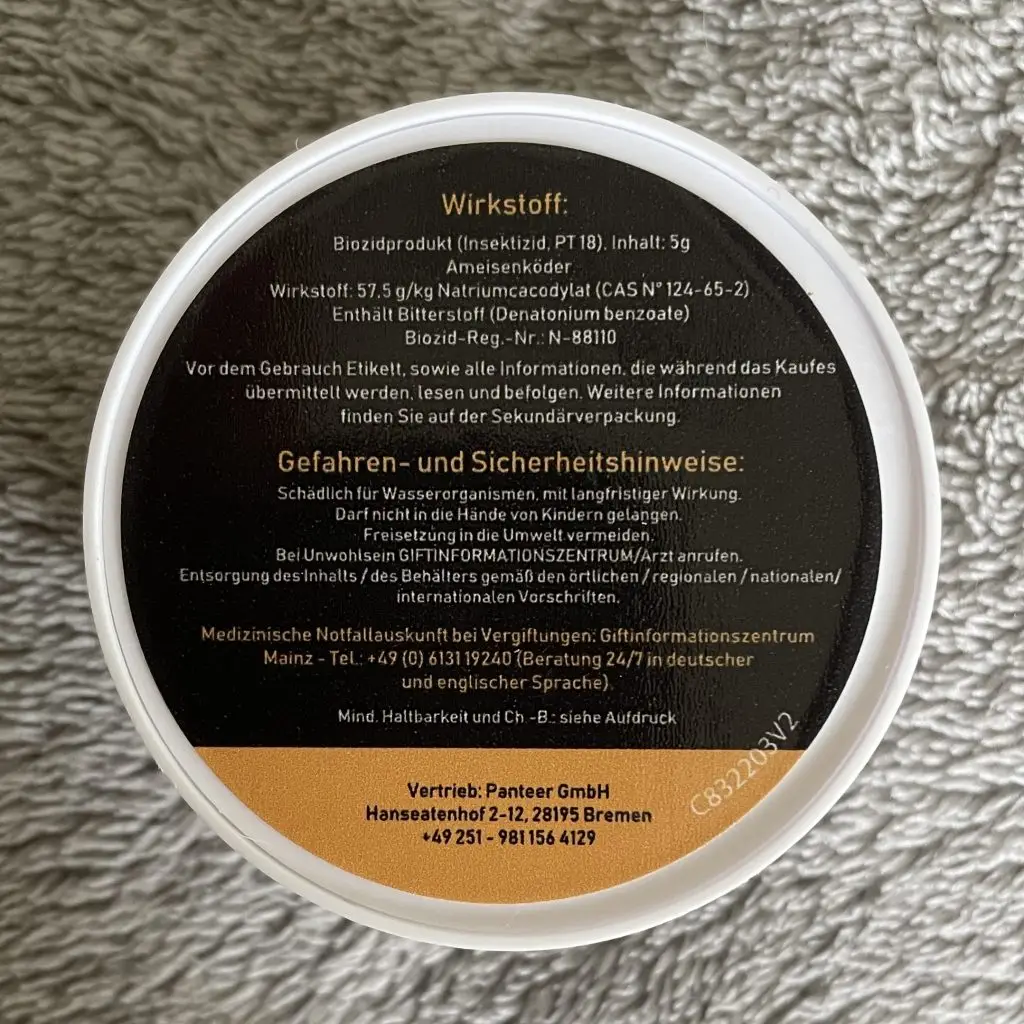 Wirkstoff:
Biozidprodukt (Insektizid, PT 18), Inhalt: 5g
Ameisenköder
Wirkstoff: 57,5 g/kg Natriumcacodylat (CAS N° 124-65-2)
Enthält Bitterstoff (Denatonium benzoate)
Biozid-Reg.-Nr.: N-88110
Vor dem Gebrauch Etikett, sowie alle Informationen, die während das Kaufes
übermittelt werden, lesen und befolgen. Weitere Informationen
finden Sie auf der Sekundärverpackung.
Gefahren- und Sicherheitshinweise:
Schädlich für Wasserorganismen, mit langfristiger Wirkung.
Darf nicht in die Hände von Kindern gelangen.
Freisetzung in die Umwelt vermeiden.
Bei Unwohlsein GIFTINFORMATIONSZENTRUM/Arzt anrufen.
Entsorgung des Inhalts / des Behälters gemäß den örtlichen / regionalen / nationalen/
internationalen Vorschriften.
Medizinische Notfallauskunft bei Vergiftungen: Giftinformationszentrum
Mainz - Tel.: +49 (0) 6131 19240 (Beratung 24/7 in deutscher
und englischer Sprache)
Mind. Haltbarkeit und Ch.-B.: siehe Aufdruck
C832203V2
Vertrieb: Panteer GmbH
Hanseatenhof 2-12, 28195 Bremen
+49 251 - 981 156 4129